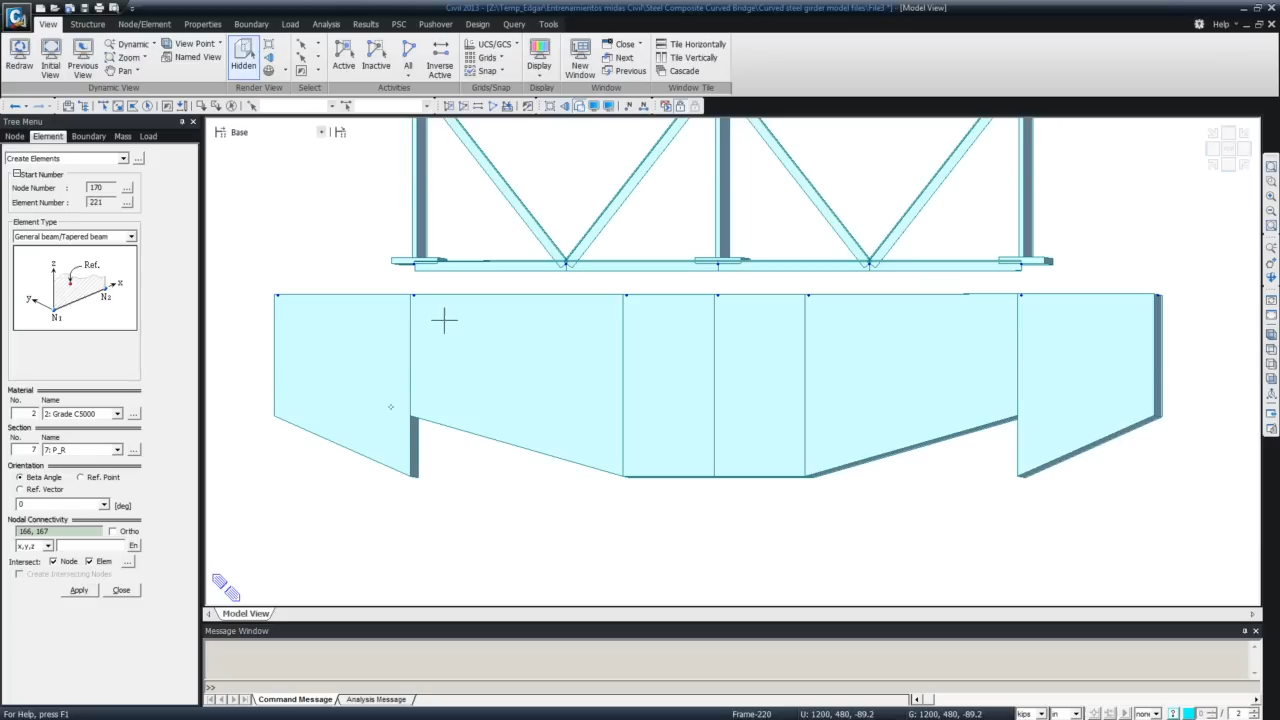 Civil 2013 - [Z:\Temp_Edgar\Entrenamientos midas Civil\Steel Composite Curved Bridge\Curved steel girder model files\File3 *] - [Model View]
View Structure Node/Element Properties Boundary Load Analysis Results PSC Pushover Design Query Tools Help
Redraw
Initial View
Previous View
Dynamic
Zoom
Pan
View Point
Named View
Hidden
Active
Inactive
All
Inverse Active
UCS/GCS
Grids
Snap
Display
New Window
Close
Next
Previous
Tile Horizontally
Tile Vertically
Cascade
Dynamic View Render View Select Activities Grids/Snap Display Window Window Tile
Tree Menu
Node Element Boundary Mass Load
Create Elements ...
Start Number
Node Number : 170 ...
Element Number : 221 ...
Element Type
General beam/Tapered beam
z Ref. x y N1 N2
Material
No. Name
2 2: Grade C5000 ...
Section
No. Name
7 7: P_R ...
Orientation
Beta Angle Ref. Point
Ref. Vector
0 [deg]
Nodal Connectivity
166, 167 Ortho
x,y,z En
Intersect: Node Elem ...
Create Intersecting Nodes
Apply Close
Base
Model View
Message Window
>>
Command Message Analysis Message
For Help, press F1 Frame-220 U: 1200, 480, -89.2 G: 1200, 480, -89.2 kips in none ? 0 / 2